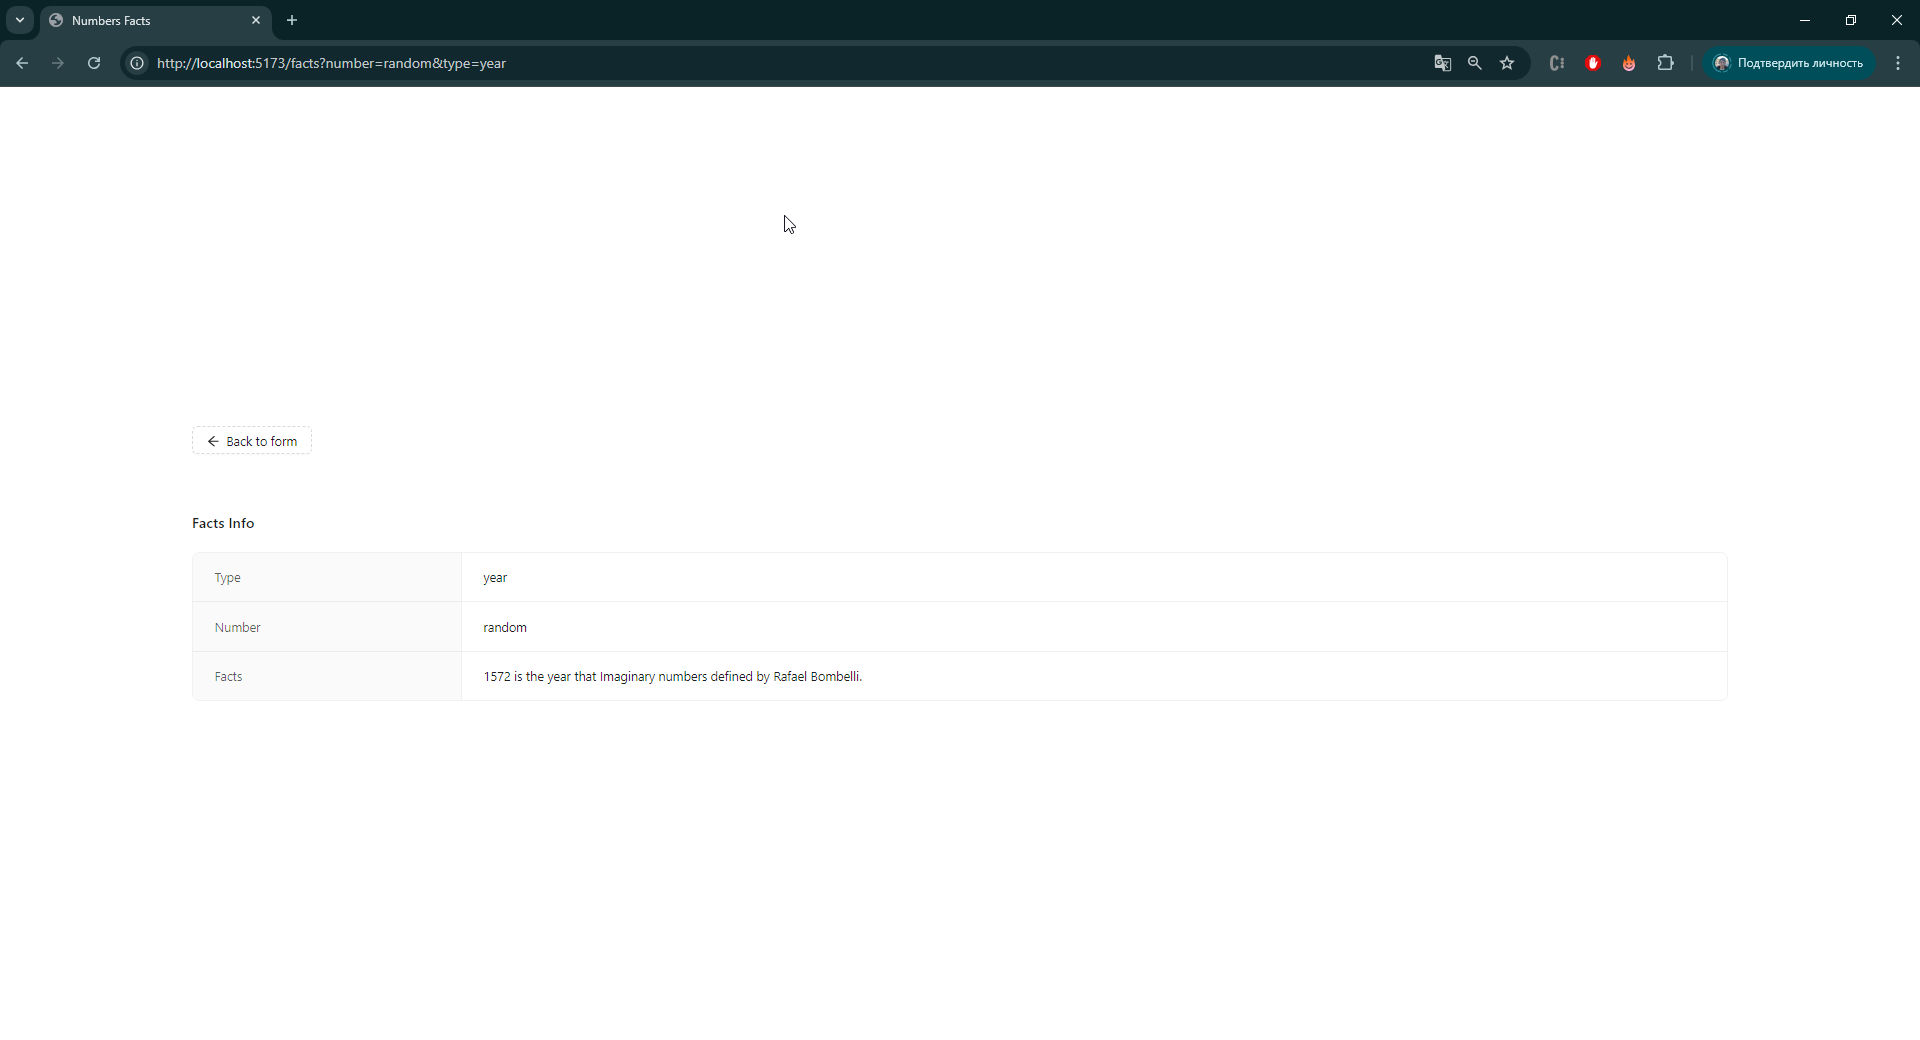 Numbers Facts
http://localhost:5173/facts?number=random&type=year
Подтвердить личность
Back to form
Facts Info
Type year
Number random
Facts 1572 is the year that Imaginary numbers defined by Rafael Bombelli.